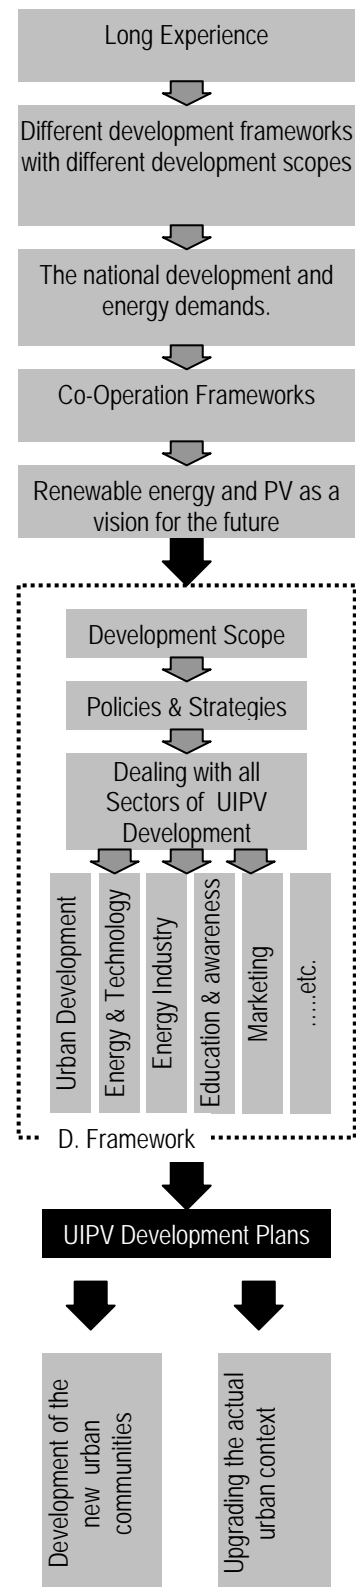 Long Experience
Different development frameworks
with different development scopes
The national development and
energy demands.
Co-Operation Frameworks
Renewable energy and PV as a
vision for the future
Development Scope
Policies & Strategies
Dealing with all
Sectors of UIPV
Development
Urban Development
Energy & Technology
Energy Industry
Education & awareness
Marketing
…..etc.
D. Framework
UIPV Development Plans
Development of the
new urban
communities
Upgrading the actual
urban context